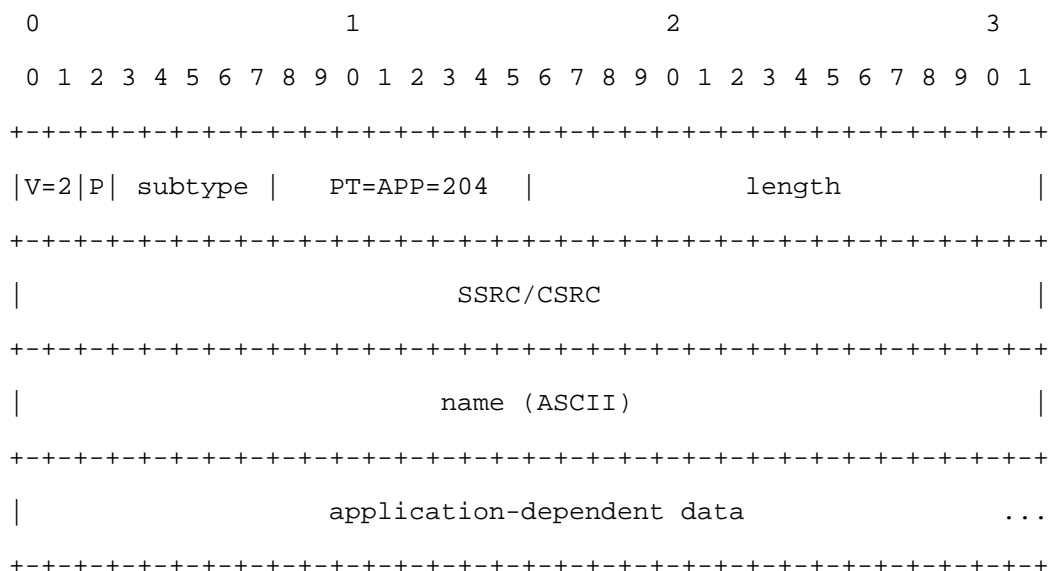 0                   1                   2                   3
 0 1 2 3 4 5 6 7 8 9 0 1 2 3 4 5 6 7 8 9 0 1 2 3 4 5 6 7 8 9 0 1
+-+-+-+-+-+-+-+-+-+-+-+-+-+-+-+-+-+-+-+-+-+-+-+-+-+-+-+-+-+-+-+-+
|V=2|P| subtype |   PT=APP=204  |             length            |
+-+-+-+-+-+-+-+-+-+-+-+-+-+-+-+-+-+-+-+-+-+-+-+-+-+-+-+-+-+-+-+-+
|                           SSRC/CSRC                           |
+-+-+-+-+-+-+-+-+-+-+-+-+-+-+-+-+-+-+-+-+-+-+-+-+-+-+-+-+-+-+-+-+
|                          name (ASCII)                         |
+-+-+-+-+-+-+-+-+-+-+-+-+-+-+-+-+-+-+-+-+-+-+-+-+-+-+-+-+-+-+-+-+
|                   application-dependent data                ...
+-+-+-+-+-+-+-+-+-+-+-+-+-+-+-+-+-+-+-+-+-+-+-+-+-+-+-+-+-+-+-+-+